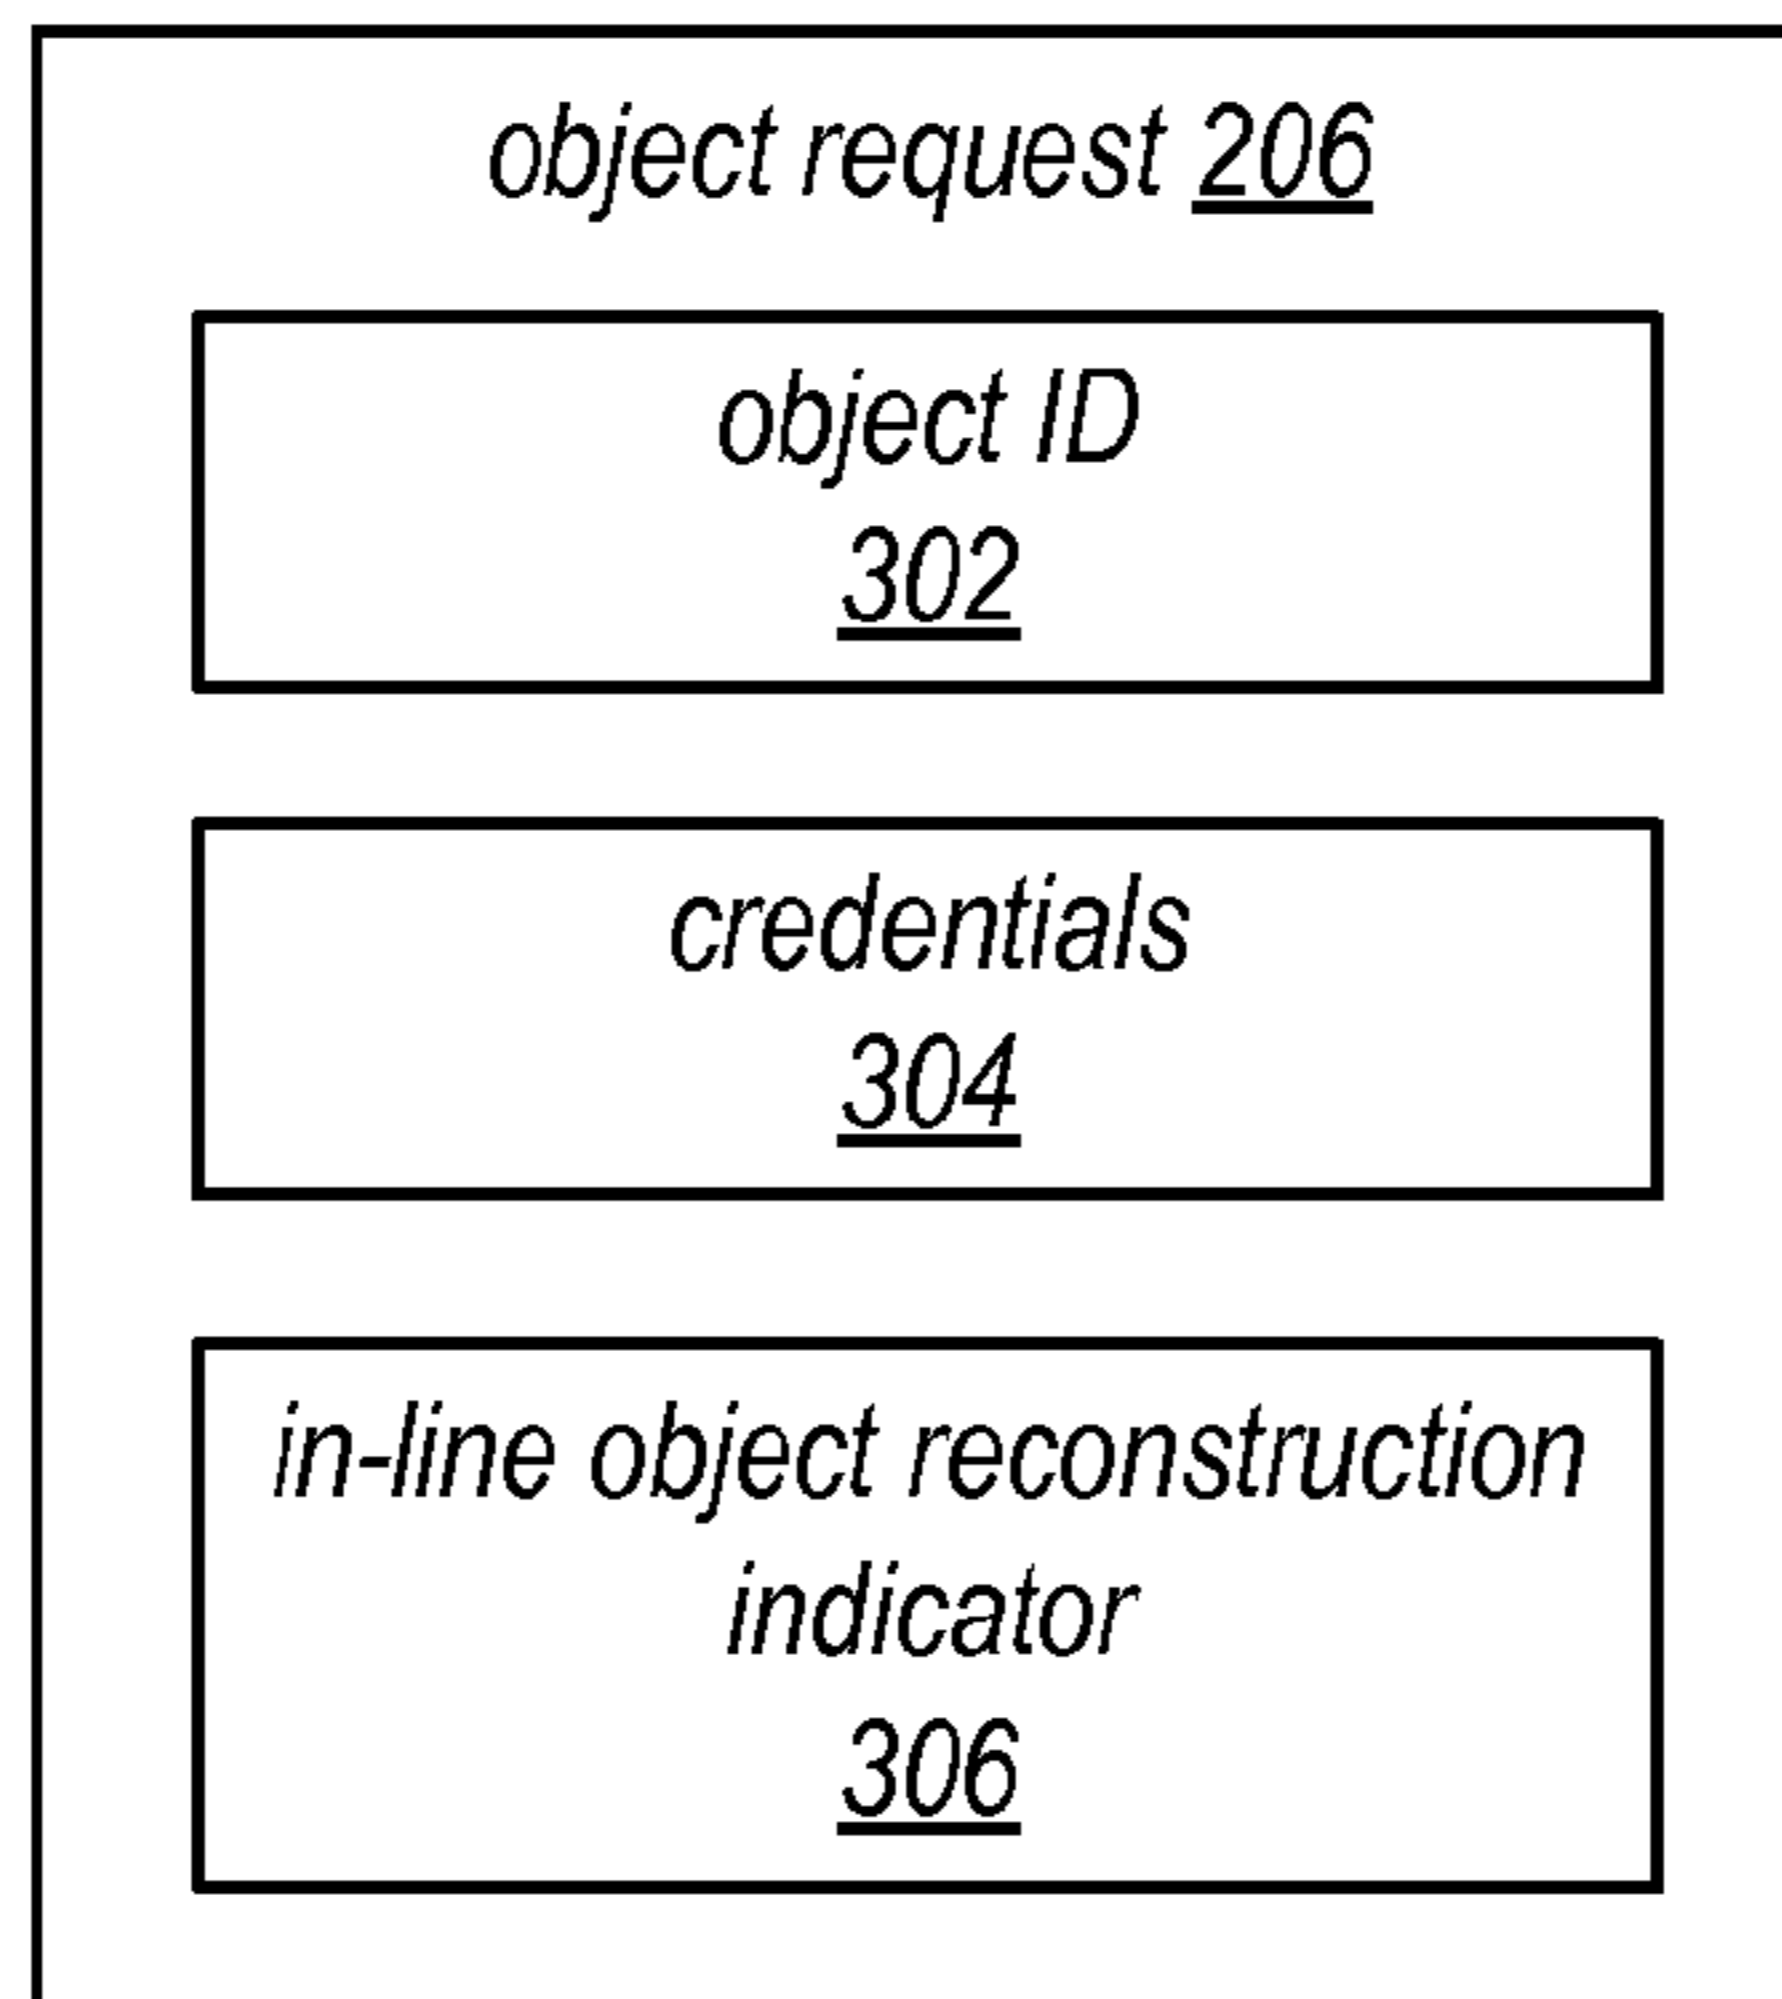 object request 206
object ID
302
credentials
304
in-line object reconstruction
indicator
306